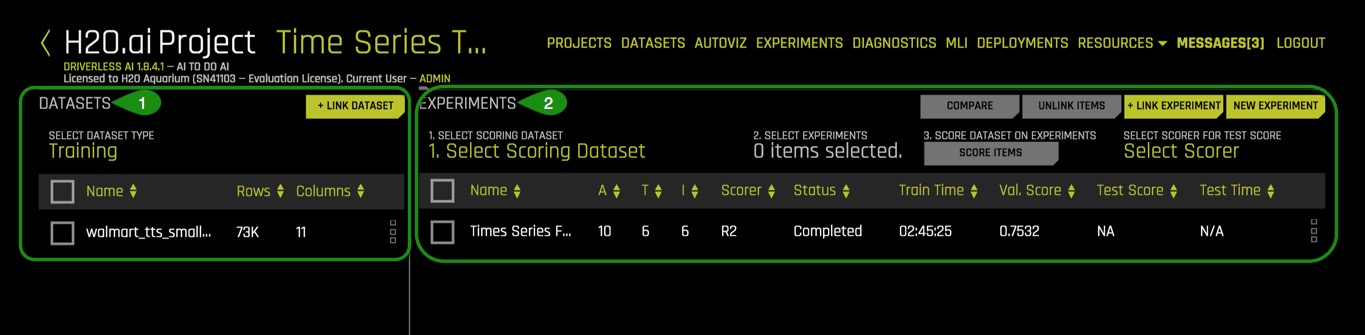 H2O.ai Project Time Series T...
PROJECTS DATASETS AUTOVIZ EXPERIMENTS DIAGNOSTICS MLI DEPLOYMENTS RESOURCES MESSAGES[3] LOGOUT
DRIVERLESS AI 1.8.4.1 – AI TO DO AI
Licensed to H2O Aquarium (SN41103 – Evaluation License). Current User – ADMIN
DATASETS 1
+ LINK DATASET
SELECT DATASET TYPE
Training
Name Rows Columns
walmart_tts_small... 73K 11
EXPERIMENTS 2
COMPARE UNLINK ITEMS + LINK EXPERIMENT NEW EXPERIMENT
1. SELECT SCORING DATASET
1. Select Scoring Dataset
2. SELECT EXPERIMENTS
0 items selected.
3. SCORE DATASET ON EXPERIMENTS
SCORE ITEMS
SELECT SCORER FOR TEST SCORE
Select Scorer
Name A T I Scorer Status Train Time Val. Score Test Score Test Time
Times Series F... 10 6 6 R2 Completed 02:45:25 0.7532 NA N/A